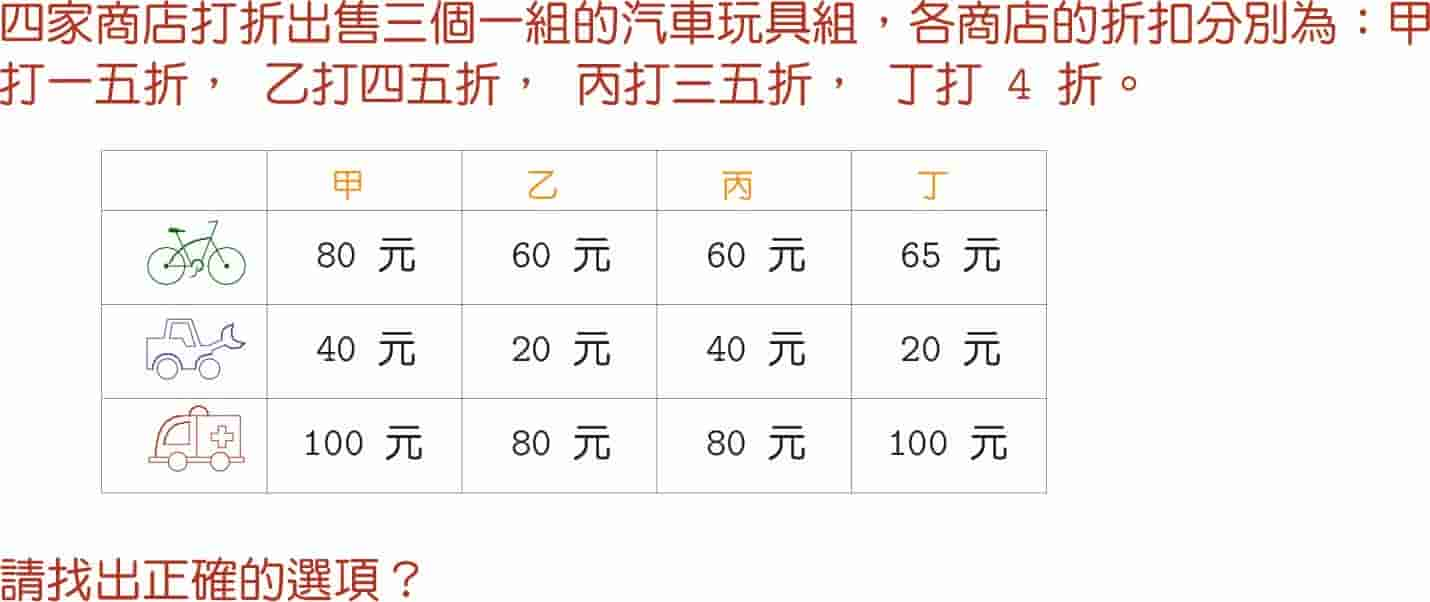 四家商店打折出售三個一組的汽車玩具組，各商店的折扣分別為：甲
打一五折， 乙打四五折， 丙打三五折， 丁打 4 折。
甲 乙 丙 丁
80 元 60 元 60 元 65 元
40 元 20 元 40 元 20 元
100 元 80 元 80 元 100 元
請找出正確的選項？